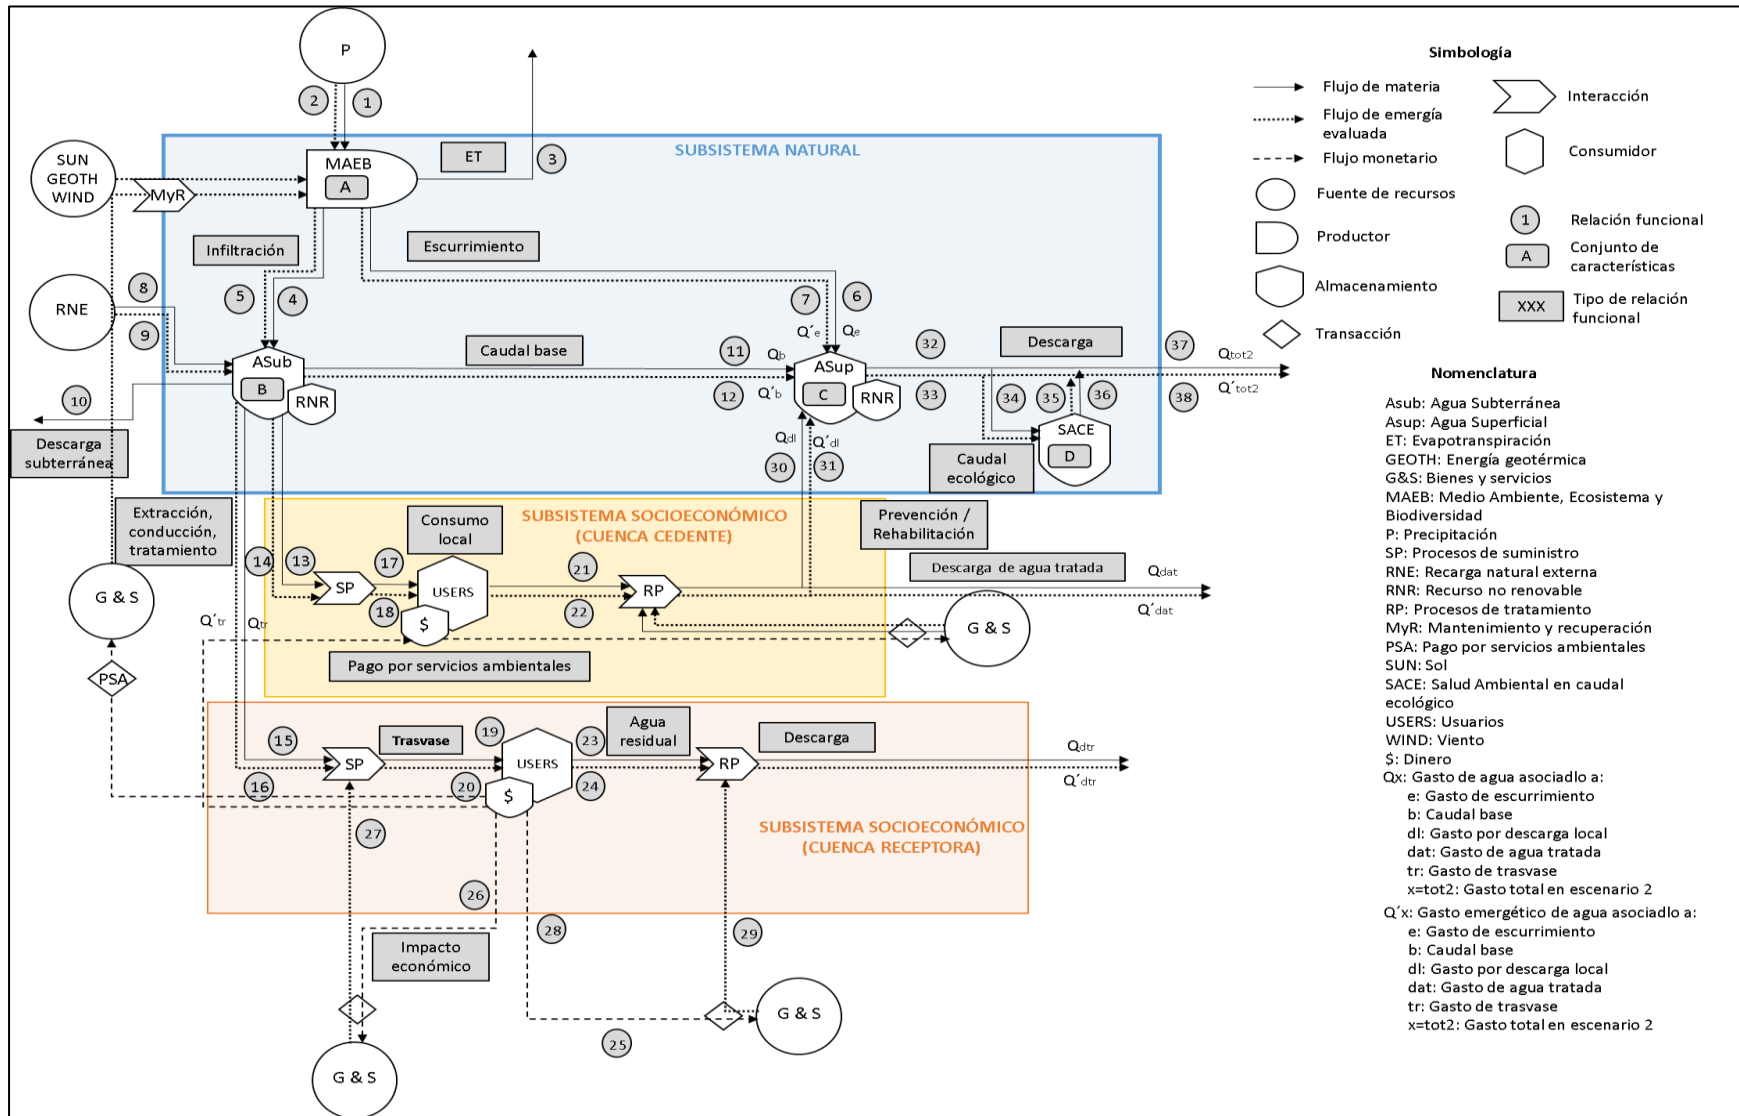 P
2
1
SUBSISTEMA NATURAL
MAEB
A
ET
3
SUN
GEOTH
WIND
MyR
Infiltración
Escurrimiento
5
4
7
6
8
RNE
9
Q´e
Qe
ASub
B
RNR
Caudal base
11
Qb
12
Q´b
ASup
C
RNR
32
33
Descarga
37
Qtot2
Q´tot2
38
34
35
36
SACE
D
10
Descarga
subterránea
Qdl
Q´dl
30
31
Caudal
ecológico
Extracción,
conducción,
tratamiento
Consumo
local
SUBSISTEMA SOCIOECONÓMICO
(CUENCA CEDENTE)
Prevención /
Rehabilitación
14
13
SP
17
18
USERS
$
21
22
RP
Descarga de agua tratada
Qdat
Q´dat
G & S
G & S
Q´tr
Qtr
Pago por servicios ambientales
PSA
15
16
SP
Trasvase
19
20
USERS
$
23
24
Agua
residual
RP
Descarga
Qdtr
Q´dtr
27
SUBSISTEMA SOCIOECONÓMICO
(CUENCA RECEPTORA)
26
28
29
Impacto
económico
G & S
25
G & S
Simbología
Flujo de materia
Flujo de emergía
evaluada
Flujo monetario
Fuente de recursos
Productor
Almacenamiento
Transacción
Interacción
Consumidor
1
Relación funcional
A
Conjunto de
características
XXX
Tipo de relación
funcional
Nomenclatura
Asub: Agua Subterránea
Asup: Agua Superficial
ET: Evapotranspiración
GEOTH: Energía geotérmica
G&S: Bienes y servicios
MAEB: Medio Ambiente, Ecosistema y
Biodiversidad
P: Precipitación
SP: Procesos de suministro
RNE: Recarga natural externa
RNR: Recurso no renovable
RP: Procesos de tratamiento
MyR: Mantenimiento y recuperación
PSA: Pago por servicios ambientales
SUN: Sol
SACE: Salud Ambiental en caudal
ecológico
USERS: Usuarios
WIND: Viento
$: Dinero
Qx: Gasto de agua asociadlo a:
e: Gasto de escurrimiento
b: Caudal base
dl: Gasto por descarga local
dat: Gasto de agua tratada
tr: Gasto de trasvase
x=tot2: Gasto total en escenario 2
Q´x: Gasto emergético de agua asociadlo a:
e: Gasto de escurrimiento
b: Caudal base
dl: Gasto por descarga local
dat: Gasto de agua tratada
tr: Gasto de trasvase
x=tot2: Gasto total en escenario 2